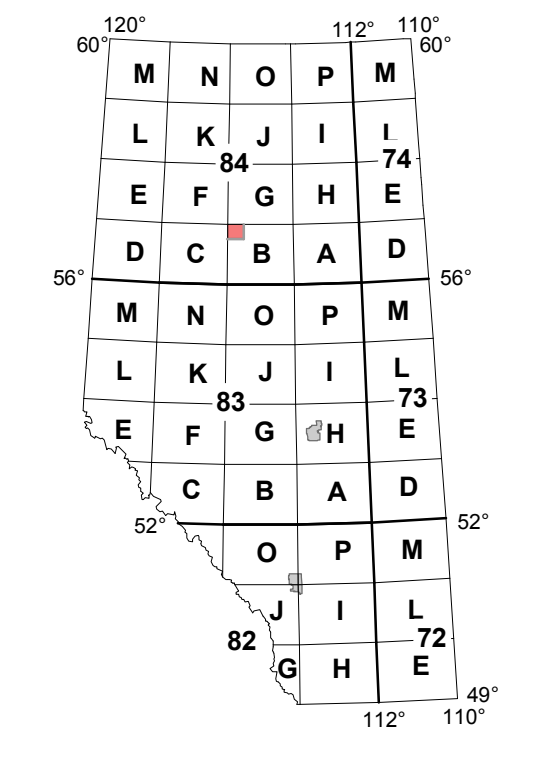 120° 112° 110°
60° 60°
M N O P M
L K J I L
84 74
E F G H E
D C B A D
56° 56°
M N O P M
L K J I L
83 73
E F G H E
C B A D
52° 52°
O P M
J I L
82 72
G H E
49°
112° 110°